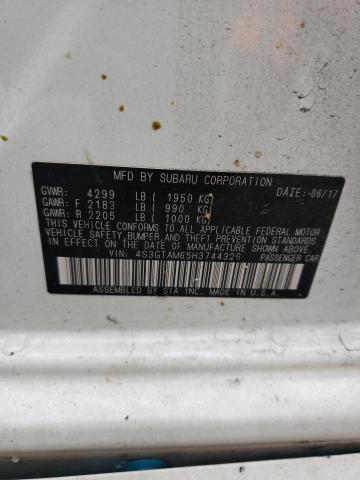 MFD BY SUBARU CORPORATION DATE:-06/17
GVWR: 4299 LB ( 1950 KG)
GAWR: F 2183 LB ( 990 KG)
GAWR: R 2205 LB ( 1000 KG)
THIS VEHICLE CONFORMS TO ALL APPLICABLE FEDERAL MOTOR
VEHICLE SAFETY,BUMPER,AND THEFT PREVENTION STANDARDS
IN EFFECT ON THE DATE OF MANUFACTURE SHOWN ABOVE.
VIN: 4S3GTAM65H3744326 PASSENGER CAR
ASSEMBLED BY SIA INC. MADE IN U.S.A.